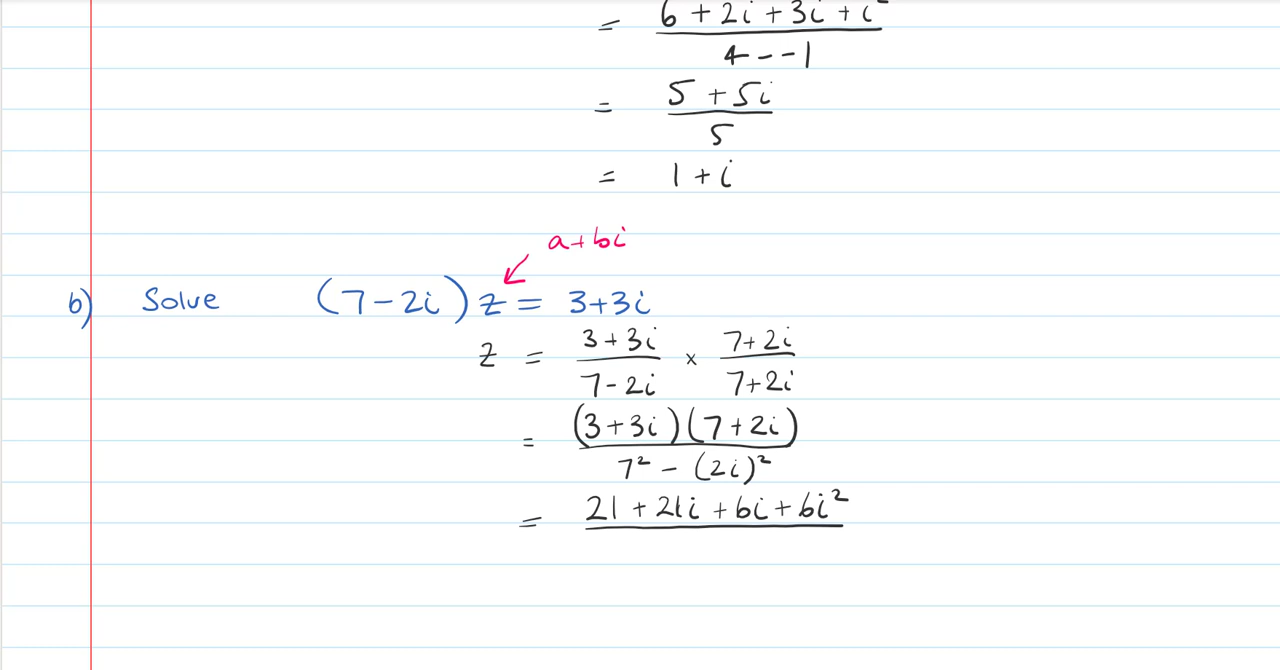 = (6 + 2i + 3i + i²)/(4 - -1)
= (5 + 5i)/5
= 1 + i
a+bi
b) Solve (7-2i)z = 3+3i
z = (3+3i)/(7-2i) × (7+2i)/(7+2i)
= (3+3i)(7+2i)/(7² - (2i)²)
= 21 + 21i + 6i + 6i²